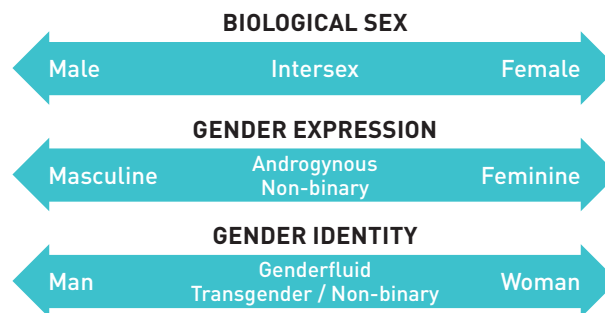 BIOLOGICAL SEX
Male Intersex Female
GENDER EXPRESSION
Masculine Androgynous Feminine
Non-binary
GENDER IDENTITY
Man Genderfluid Woman
Transgender / Non-binary